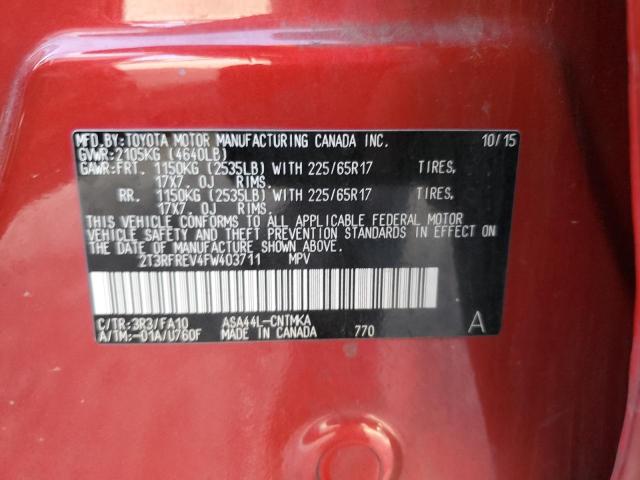 MFD.BY:TOYOTA MOTOR MANUFACTURING CANADA INC. 10/15
GVWR:2105KG (4640LB)
GAWR:FRT. 1150KG (2535LB) WITH 225/65R17 TIRES,
17X7.0J RIMS.
RR. 1150KG (2535LB) WITH 225/65R17 TIRES,
17X7.0J RIMS.
THIS VEHICLE CONFORMS TO ALL APPLICABLE FEDERAL MOTOR
VEHICLE SAFETY AND THEFT PREVENTION STANDARDS IN EFFECT
ON THE DATE OF MANUFACTURE SHOWN ABOVE.
2T3RFREV4FW403711 MPV
C/TR:3R3/FA10 ASA44L-CNTMKA
A/TM:-01A/U760F MADE IN CANADA 770 A